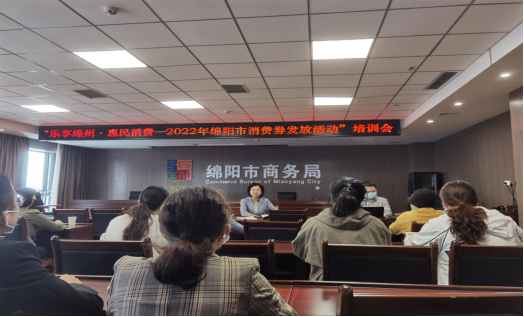 “乐享绵州·惠民消费—2022年绵阳市消费券发放活动”培训会
绵阳市商务局
Commerce Bureau of Mianyang City